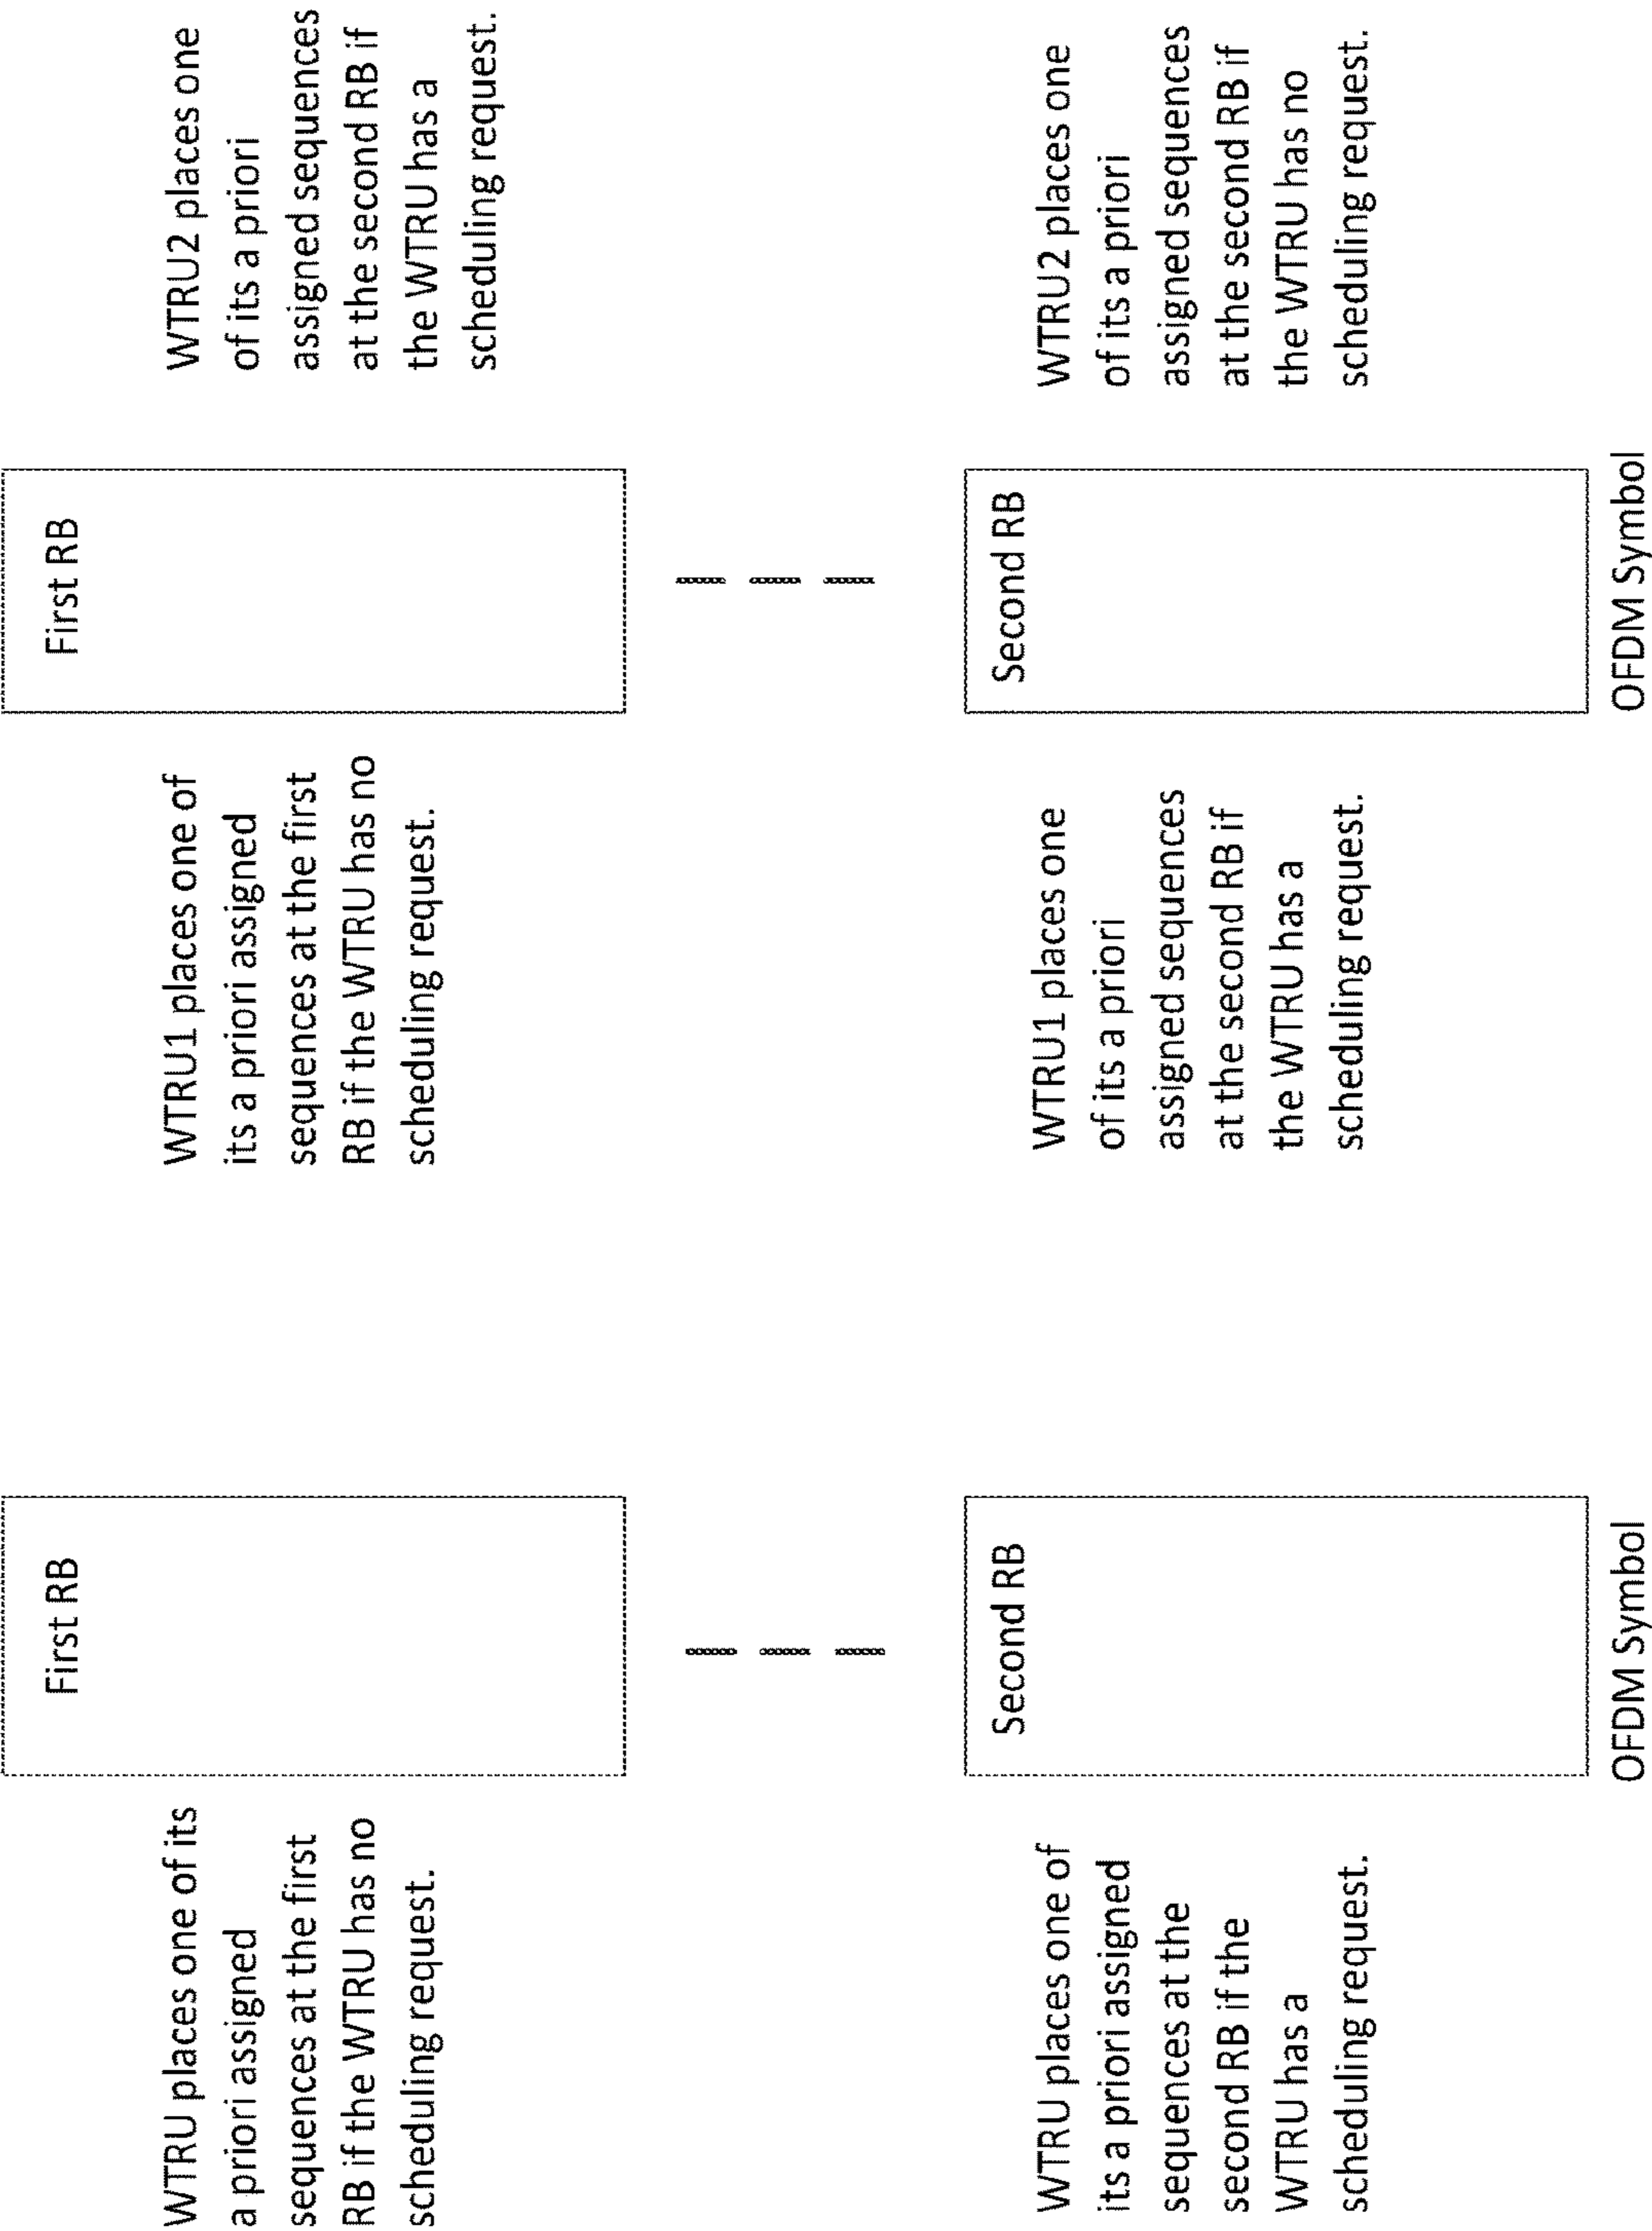 WTRU places one of its
a priori assigned
sequences at the first
RB if the WTRU has no
scheduling request.
First RB
WTRU places one of
its a priori assigned
sequences at the
second RB if the
WTRU has a
scheduling request.
Second RB
OFDM Symbol
WTRU1 places one of
its a priori assigned
sequences at the first
RB if the WTRU has no
scheduling request.
First RB
WTRU2 places one
of its a priori
assigned sequences
at the second RB if
the WTRU has a
scheduling request.
WTRU1 places one
of its a priori
assigned sequences
at the second RB if
the WTRU has a
scheduling request.
Second RB
WTRU2 places one
of its a priori
assigned sequences
at the second RB if
the WTRU has no
scheduling request.
OFDM Symbol